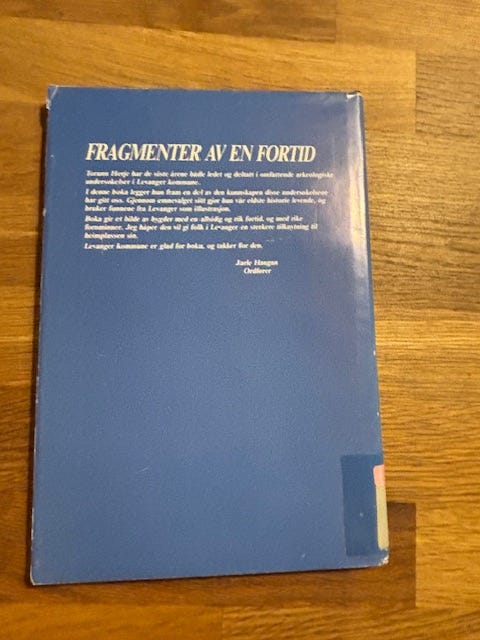 FRAGMENTER AV EN FORTID
Torunn Herje har de siste årene både ledet og deltatt i omfattende arkeologiske
undersøkelser i Levanger kommune.
I denne boka legger hun fram en del av den kunnskapen disse undersøkelsene
har gitt oss. Gjennom emnevalget sitt gjør hun vår eldste historie levende, og
bruker funnene fra Levanger som illustrasjon.
Boka gir et bilde av bygder med en allsidig og rik fortid, og med rike
fornminner. Jeg håper den vil gi folk i Levanger en sterkere tilknytning til
heimplassen sin.
Levanger kommune er glad for boka, og takker for den.
Jarle Haugan
Ordfører